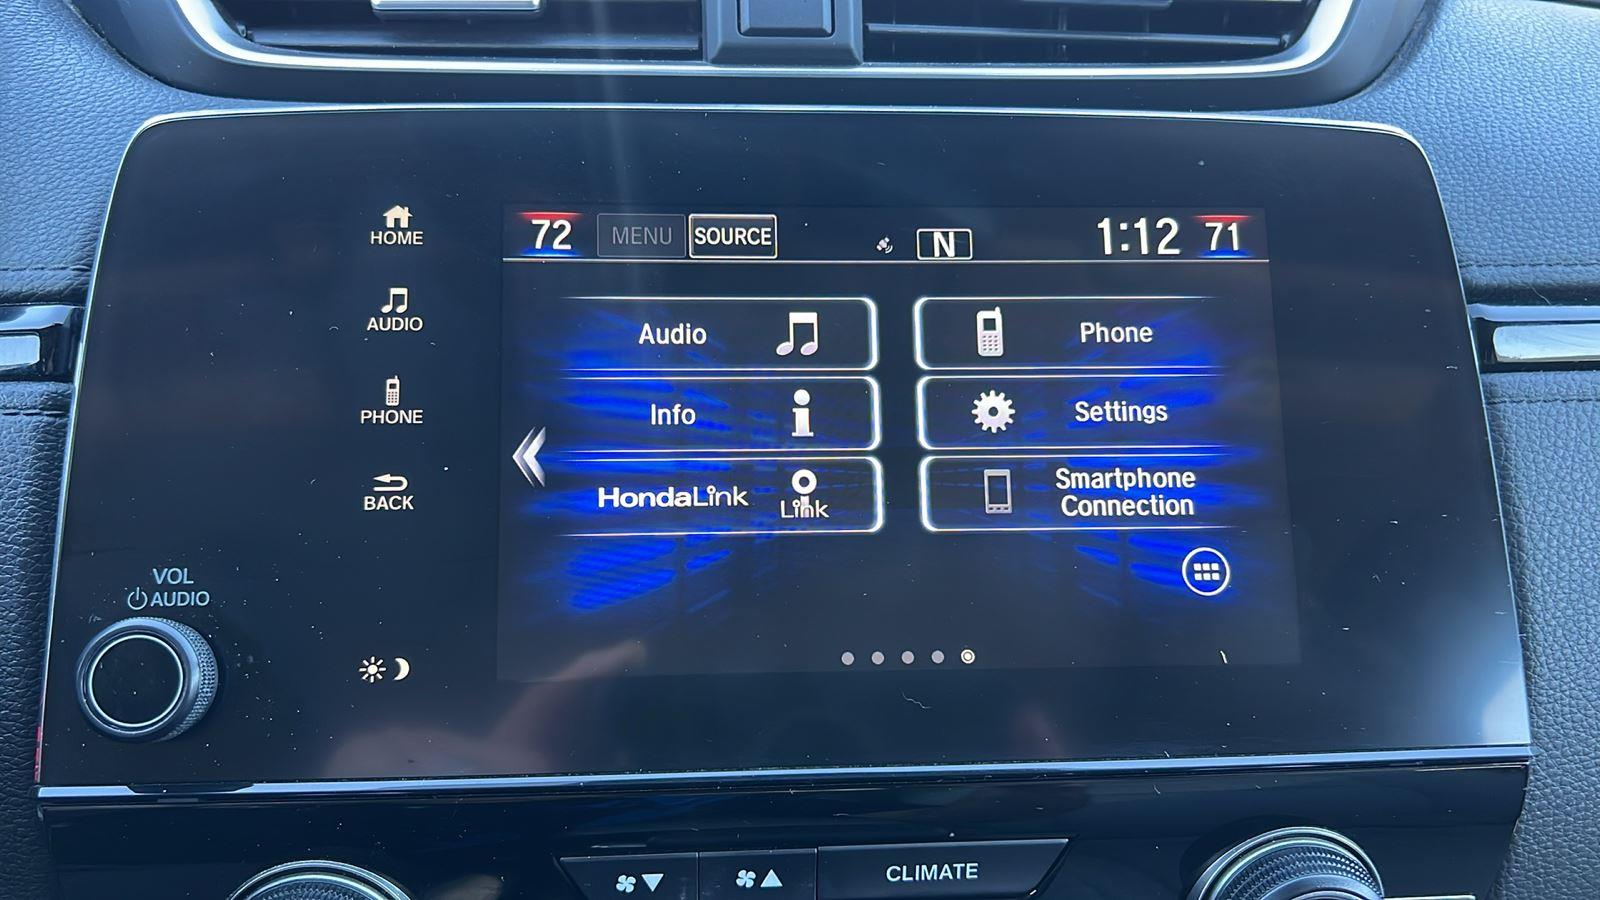 HOME
AUDIO
PHONE
BACK
VOL
AUDIO
72 MENU SOURCE N 1:12 71
Audio
Phone
Info
Settings
HondaLink
Link
Smartphone
Connection
CLIMATE